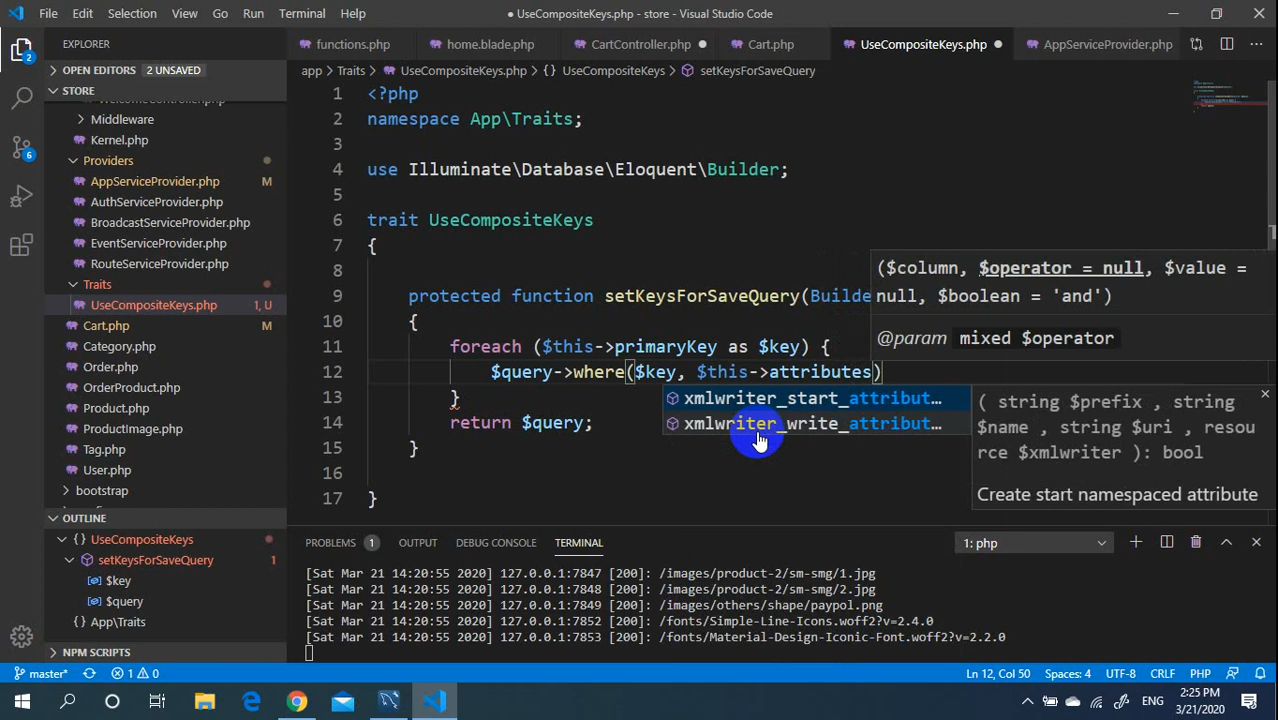 File Edit Selection View Go Run Terminal Help
● UseCompositeKeys.php - store - Visual Studio Code
EXPLORER
OPEN EDITORS 2 UNSAVED
STORE
Middleware
Kernel.php
Providers
AppServiceProvider.php M
AuthServiceProvider.php
BroadcastServiceProvider.php
EventServiceProvider.php
RouteServiceProvider.php
Traits
UseCompositeKeys.php 1, U
Cart.php
Category.php
Order.php
OrderProduct.php
Product.php
ProductImage.php
Tag.php
User.php
bootstrap
OUTLINE
UseCompositeKeys
setKeysForSaveQuery 1
$key
$query
App\Traits
NPM SCRIPTS
2
6
functions.php home.blade.php CartController.php Cart.php UseCompositeKeys.php AppServiceProvider.php
app > Traits > UseCompositeKeys.php > {} UseCompositeKeys > setKeysForSaveQuery
1 <?php
2 namespace App\Traits;
3
4 use Illuminate\Database\Eloquent\Builder;
5
6 trait UseCompositeKeys
7 {
8
9 protected function setKeysForSaveQuery(Builde
10 {
11 foreach ($this->primaryKey as $key) {
12 $query->where($key, $this->attributes)
13 }
14 return $query;
15 }
16
17 }
($column, $operator = null, $value =
null, $boolean = 'and')
@param mixed $operator
xmlwriter_start_attribut…
xmlwriter_write_attribut…
( string $prefix , string
$name , string $uri , resou
rce $xmlwriter ): bool
Create start namespaced attribute
PROBLEMS 1 OUTPUT DEBUG CONSOLE TERMINAL 1: php
[Sat Mar 21 14:20:55 2020] 127.0.0.1:7847 [200]: /images/product-2/sm-smg/1.jpg
[Sat Mar 21 14:20:55 2020] 127.0.0.1:7848 [200]: /images/product-2/sm-smg/2.jpg
[Sat Mar 21 14:20:55 2020] 127.0.0.1:7849 [200]: /images/others/shape/paypol.png
[Sat Mar 21 14:20:55 2020] 127.0.0.1:7852 [200]: /fonts/Simple-Line-Icons.woff2?v=2.4.0
[Sat Mar 21 14:20:55 2020] 127.0.0.1:7853 [200]: /fonts/Material-Design-Iconic-Font.woff2?v=2.2.0
master* 1 0 Ln 12, Col 50 Spaces: 4 UTF-8 CRLF PHP
ENG 2:25 PM
3/21/2020